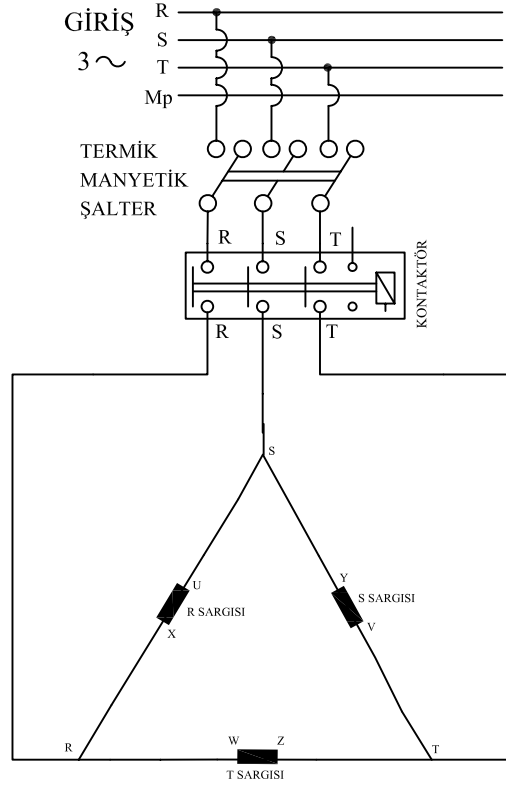 GİRİŞ
3 ~
R
S
T
Mp
TERMİK
MANYETİK
ŞALTER
R S T
KONTAKTÖR
R S T
S
U
R SARGISI
X
Y
S SARGISI
V
R
W Z
T
T SARGISI